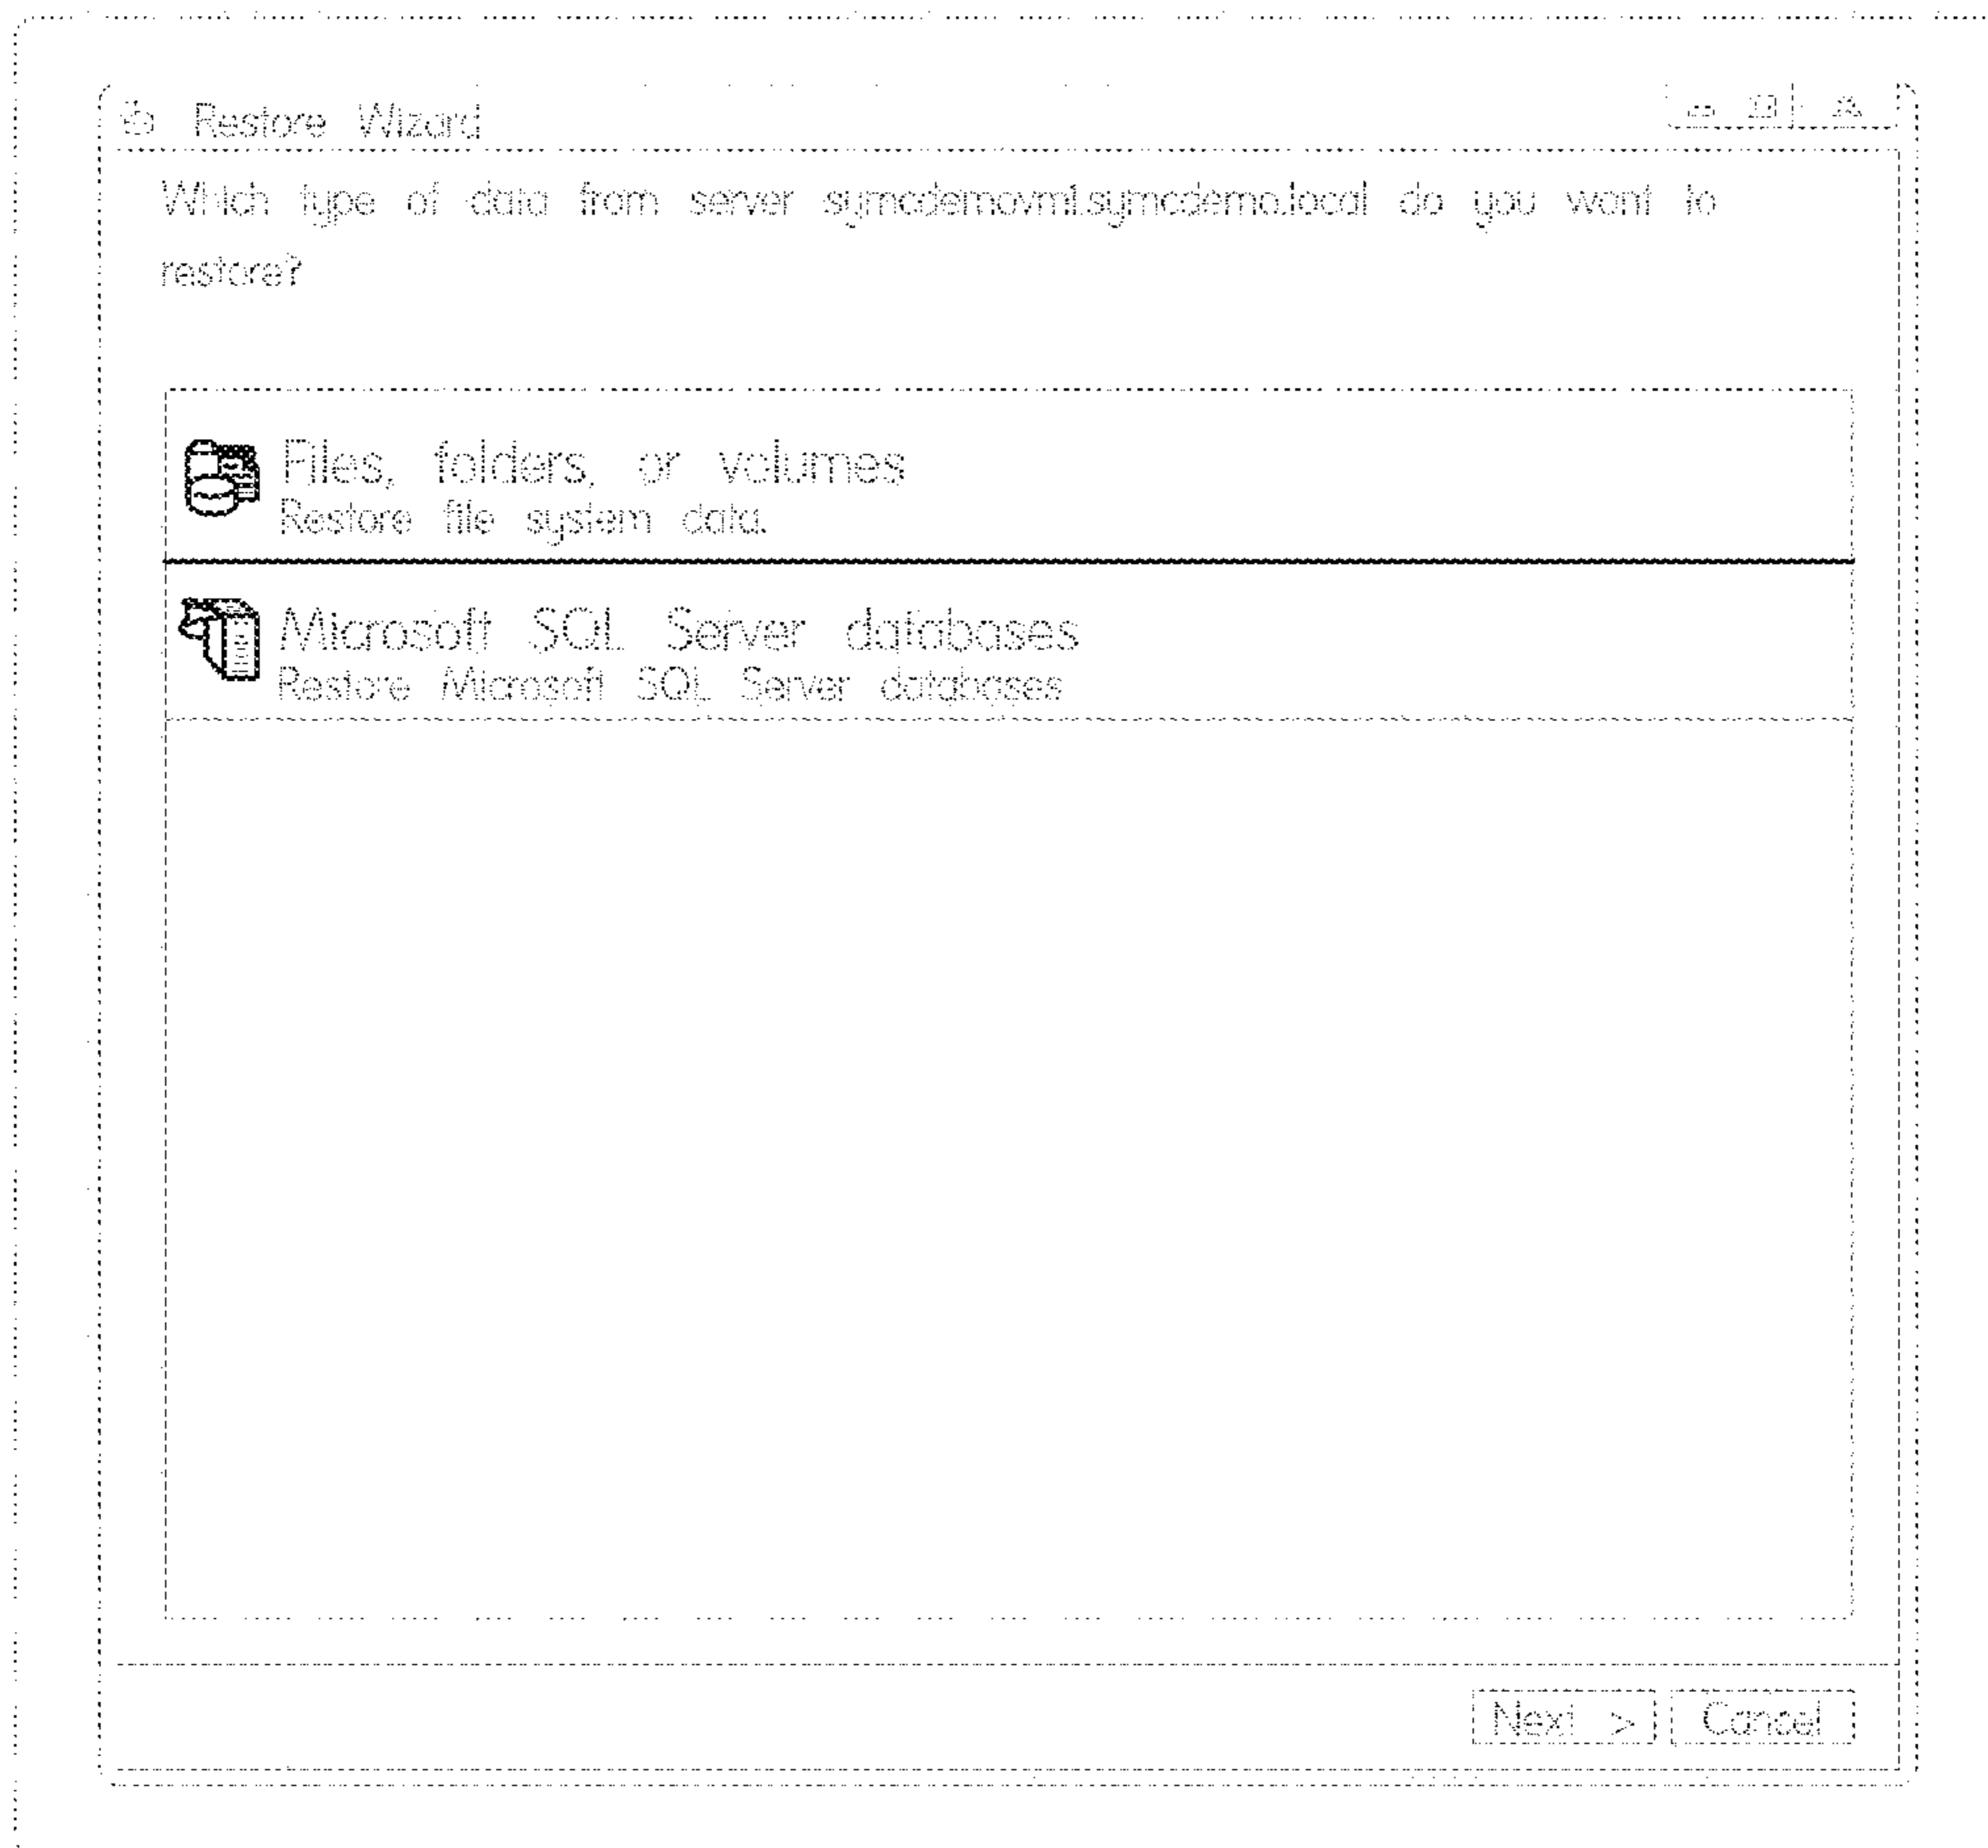 Restore Wizard
Which type of data from server symcdemovm1.symcdemo.local do you want to
restore?
Files, folders, or volumes
Restore file system data.
Microsoft SQL Server databases
Restore Microsoft SQL Server databases
Next > Cancel